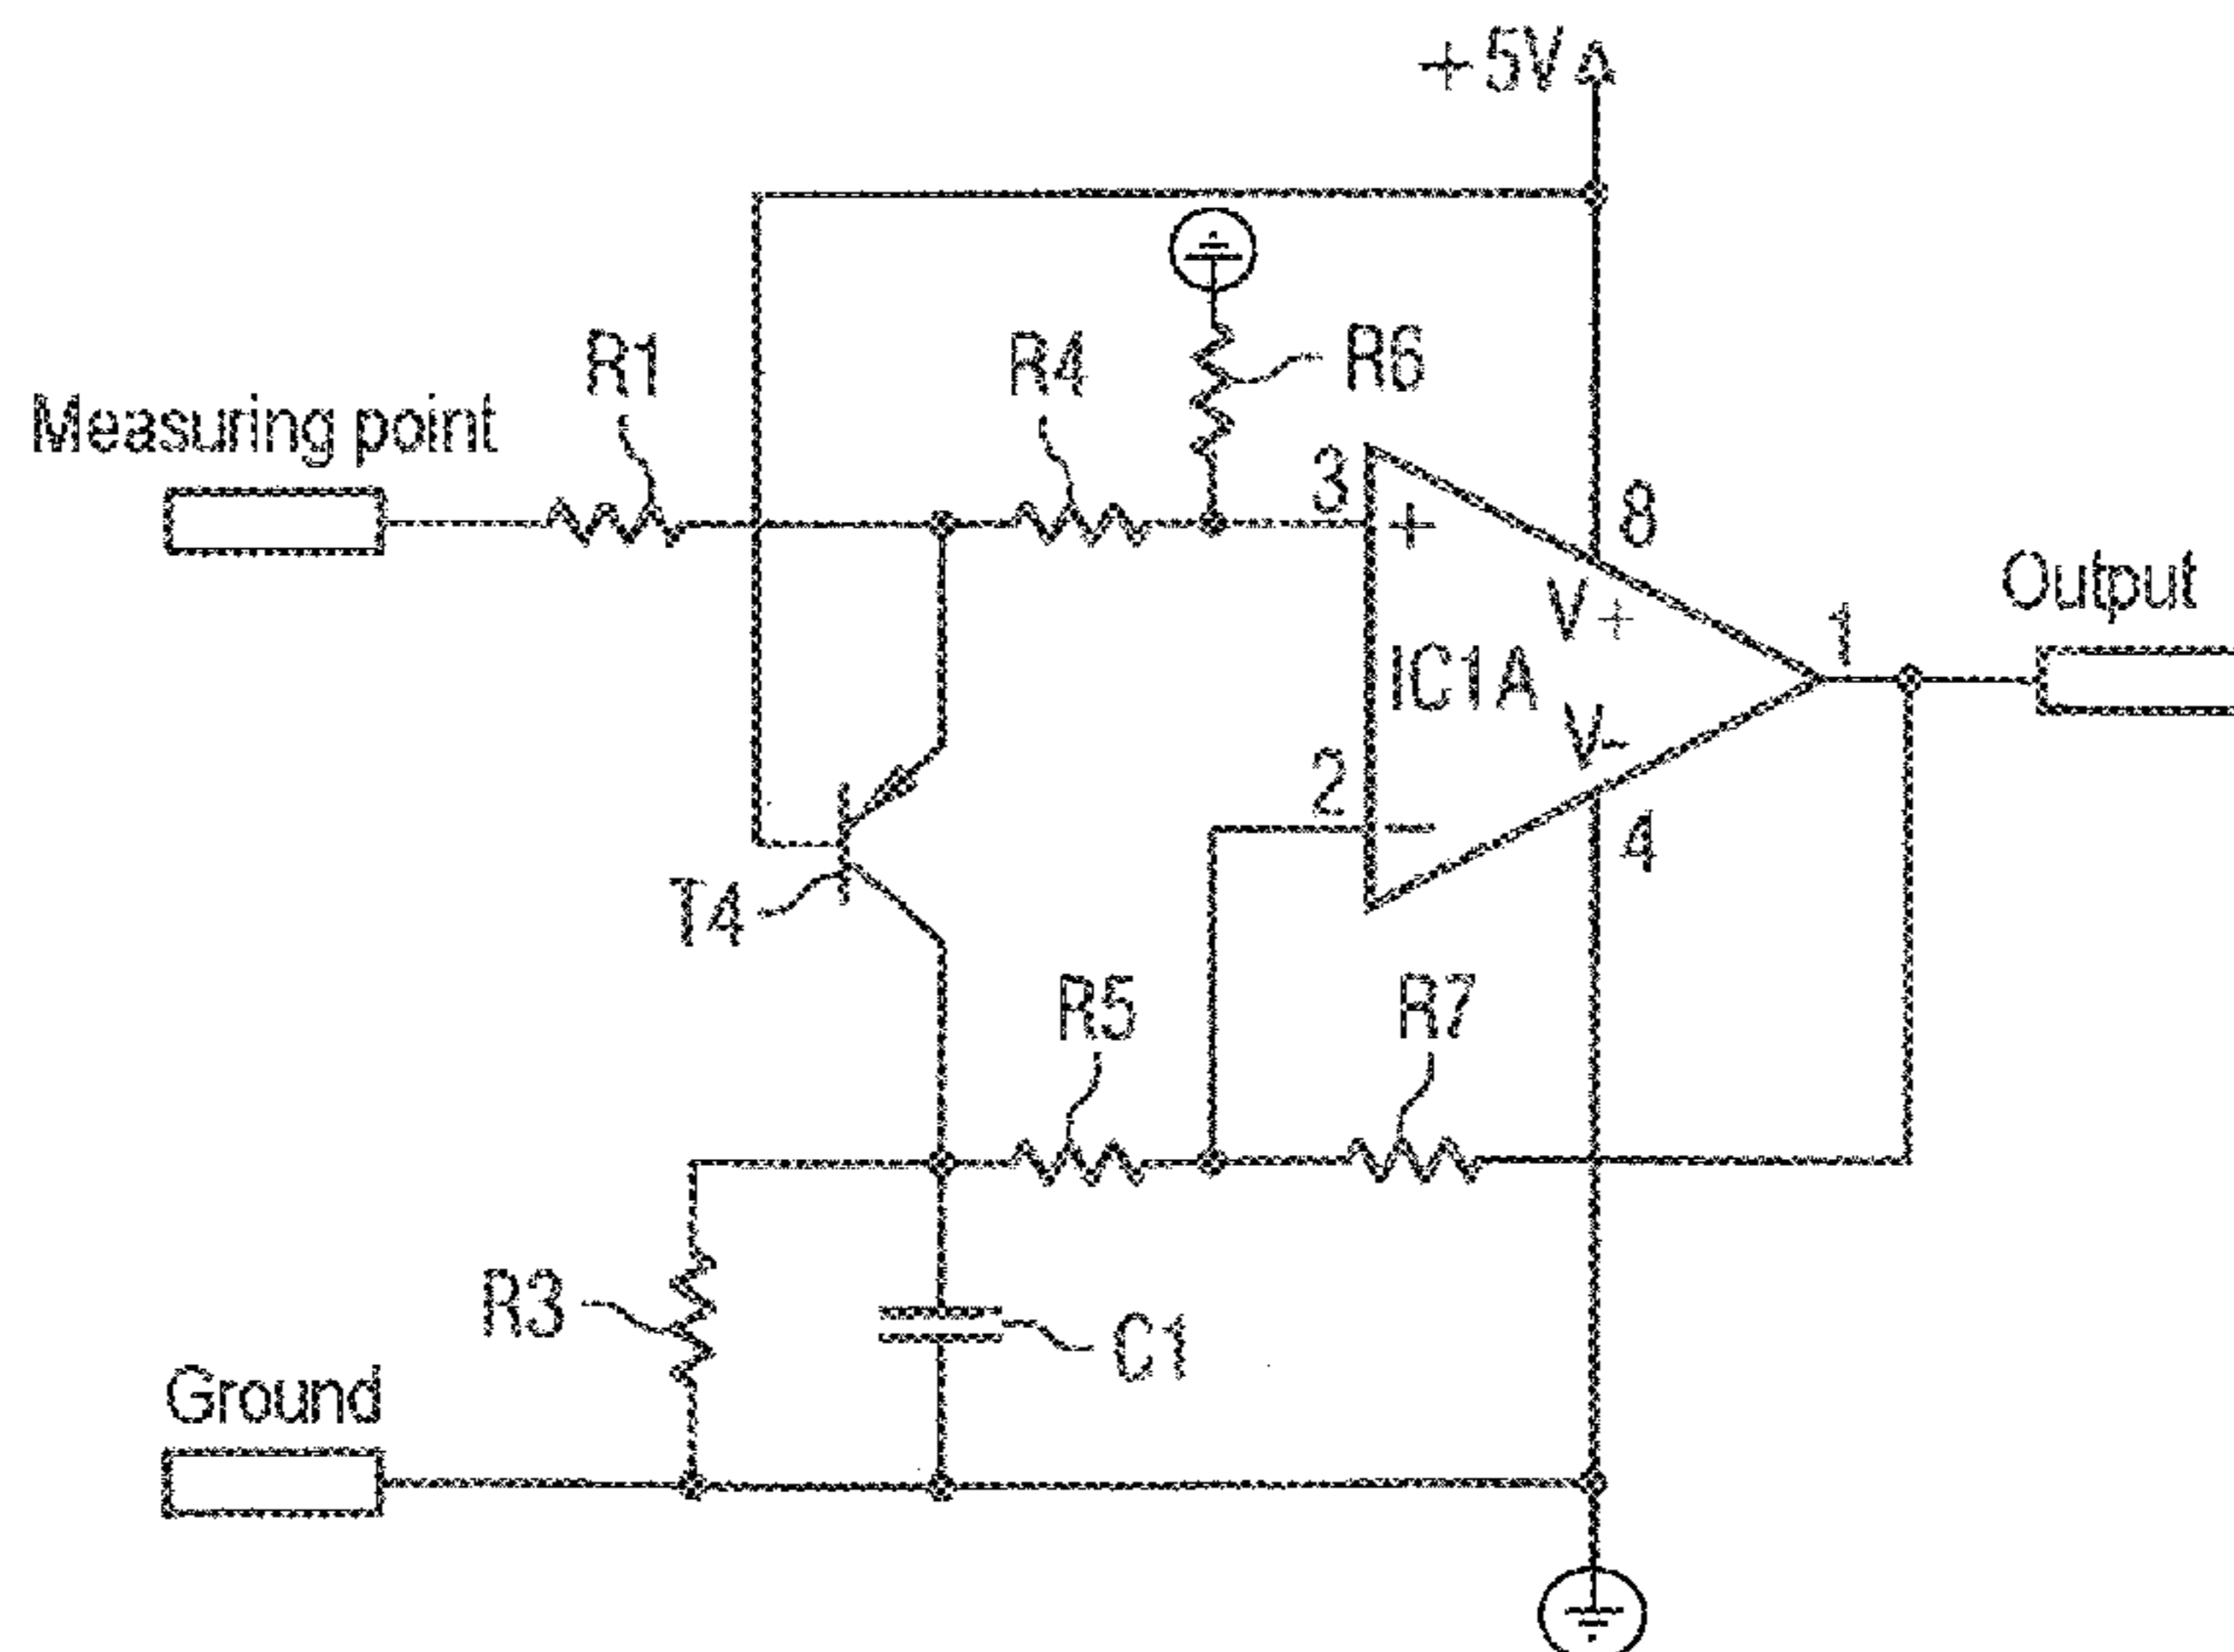 +5V
R1
R4
R6
Measuring point
3
+
8
V+
Output
IC1A
1
V-
2
-
4
T4
R5
R7
R3
C1
Ground